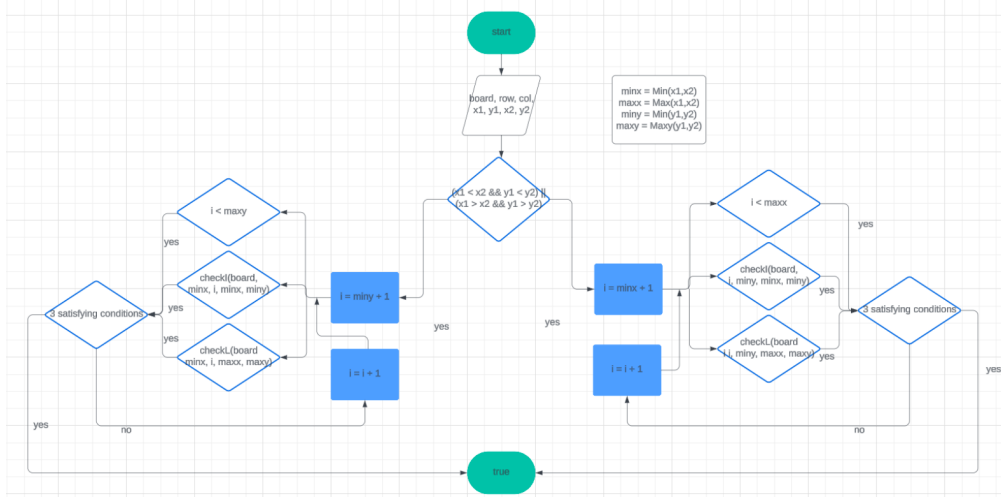 start
board, row, col,
x1, y1, x2, y2
minx = Min(x1,x2)
maxx = Max(x1,x2)
miny = Min(y1,y2)
maxy = Maxy(y1,y2)
(x1 < x2 && y1 < y2) ||
(x1 > x2 && y1 > y2)
i < maxy
i < maxx
yes
yes
checkI(board,
minx, i, minx, miny)
checkI(board,
i, miny, minx, miny)
i = miny + 1
i = minx + 1
yes
yes
3 satisfying conditions
3 satisfying conditions
yes
yes
yes
checkL(board
minx, i, maxx, maxy)
checkL(board
i, miny, maxx, maxy)
yes
i = i + 1
i = i + 1
yes
yes
no
no
true